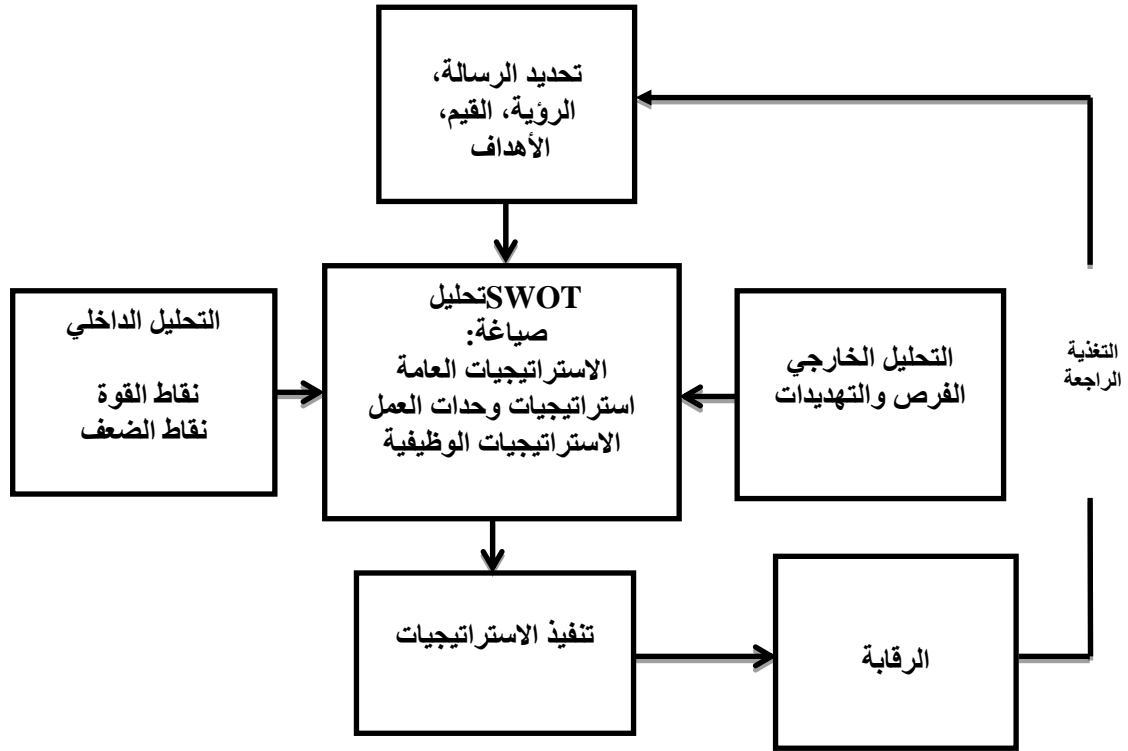 تحديد الرسالة،
الرؤية، القيم،
الأهداف
التحليل الداخلي
نقاط القوة
نقاط الضعف
تحليلSWOT
صياغة:
الاستراتيجيات العامة
استراتيجيات وحدات العمل
الاستراتيجيات الوظيفية
التحليل الخارجي
الفرص والتهديدات
التغذية
الراجعة
تنفيذ الاستراتيجيات
الرقابة